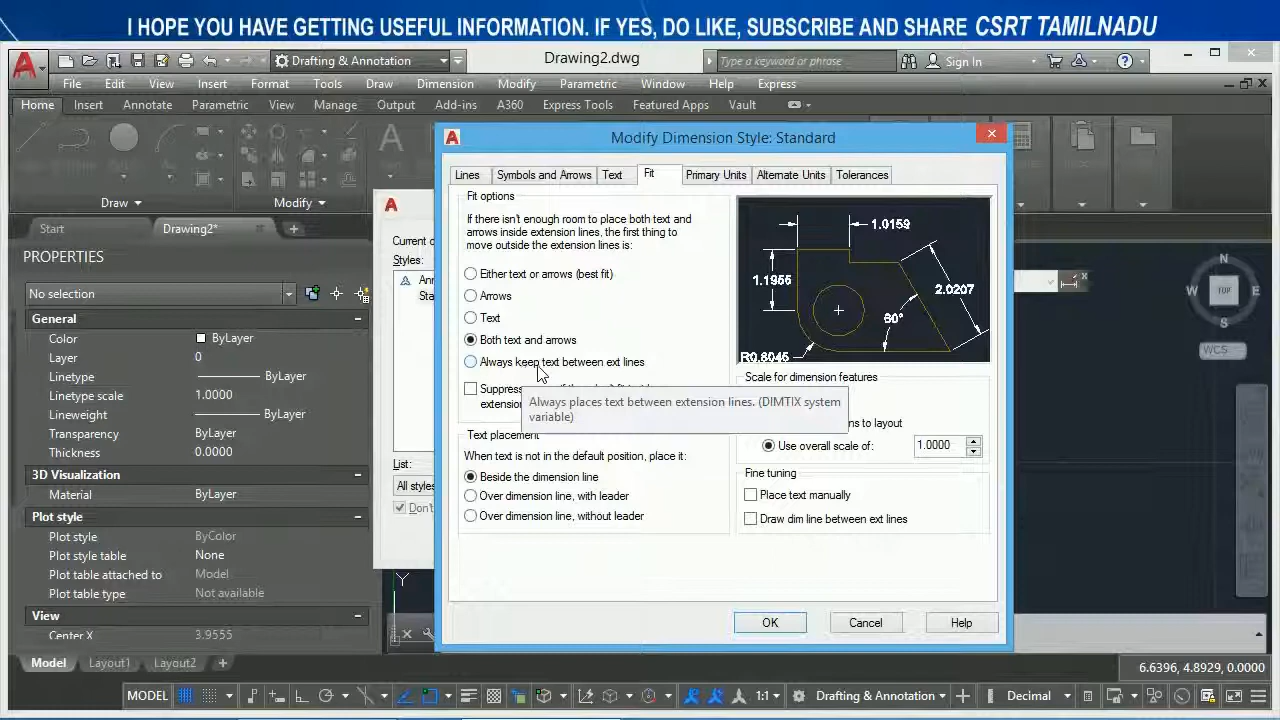 I HOPE YOU HAVE GETTING USEFUL INFORMATION. IF YES, DO LIKE, SUBSCRIBE AND SHARE CSRT TAMILNADU
Drafting & Annotation
Drawing2.dwg
Type a keyword or phrase
Sign In
File Edit View Insert Format Tools Draw Dimension Modify Parametric Window Help Express
Home Insert Annotate Parametric View Manage Output Add-ins A360 Express Tools Featured Apps Vault
Draw
Modify
Start
Drawing2*
Modify Dimension Style: Standard
Lines
Symbols and Arrows
Text
Fit
Primary Units
Alternate Units
Tolerances
Fit options
If there isn't enough room to place both text and
arrows inside extension lines, the first thing to
move outside the extension lines is:
Either text or arrows (best fit)
Arrows
Text
Both text and arrows
Always keep text between ext lines
Suppres
extension
Always places text between extension lines. (DIMTIX system
variable)
Text placement
When text is not in the default position, place it:
Beside the dimension line
Over dimension line, with leader
Over dimension line, without leader
1.0159
1.1955
2.0207
60°
R0.8045
Scale for dimension features
ns to layout
Use overall scale of:
1.0000
Fine tuning
Place text manually
Draw dim line between ext lines
OK
Cancel
Help
Current d
Styles:
Ann
Sta
List:
All styles
Don'
PROPERTIES
No selection
General
Color ByLayer
Layer 0
Linetype ByLayer
Linetype scale 1.0000
Lineweight ByLayer
Transparency ByLayer
Thickness 0.0000
3D Visualization
Material ByLayer
Plot style
Plot style ByColor
Plot style table None
Plot table attached to Model
Plot table type Not available
View
Center X 3.9555
N
W TOP E
S
WCS
Y
Model Layout1 Layout2
6.6396, 4.8929, 0.0000
MODEL
1:1
Drafting & Annotation
Decimal